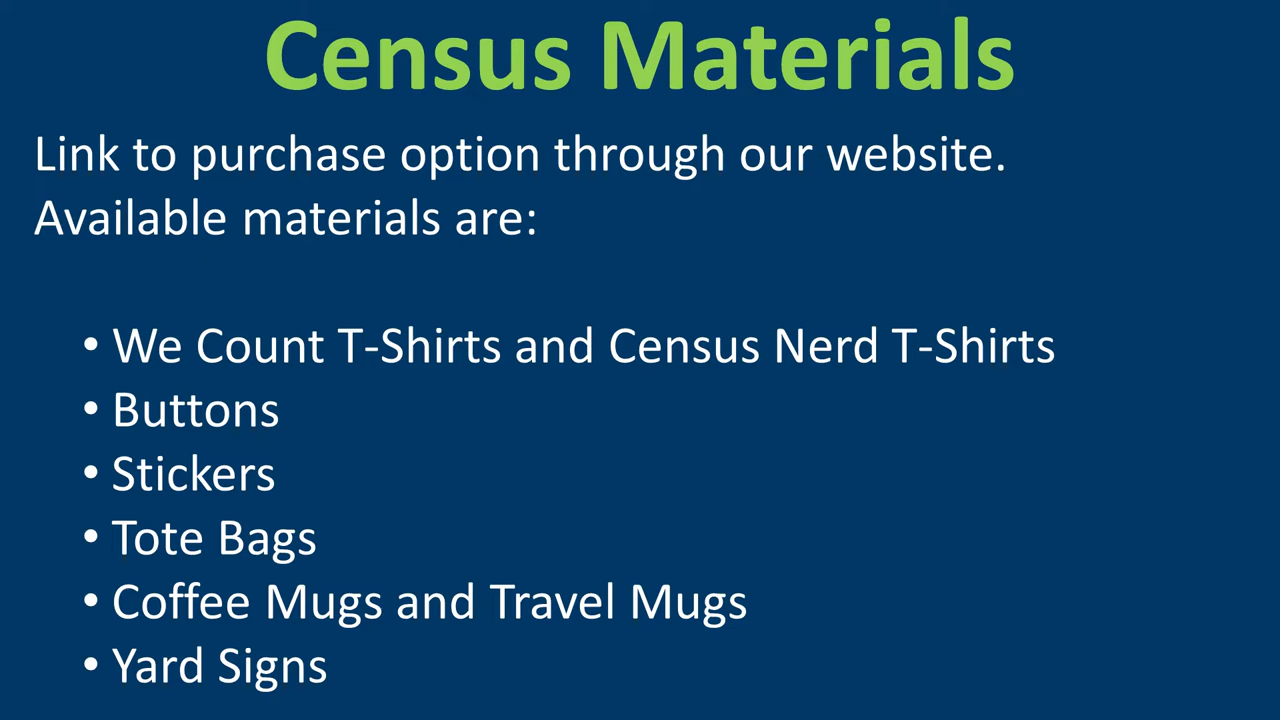 Census Materials
Link to purchase option through our website.
Available materials are:
• We Count T-Shirts and Census Nerd T-Shirts
• Buttons
• Stickers
• Tote Bags
• Coffee Mugs and Travel Mugs
• Yard Signs